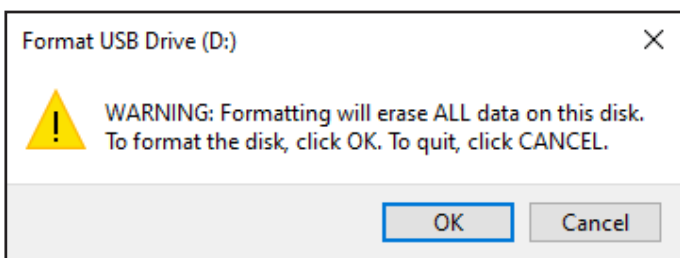 Format USB Drive (D:)
WARNING: Formatting will erase ALL data on this disk.
To format the disk, click OK. To quit, click CANCEL.
OK
Cancel